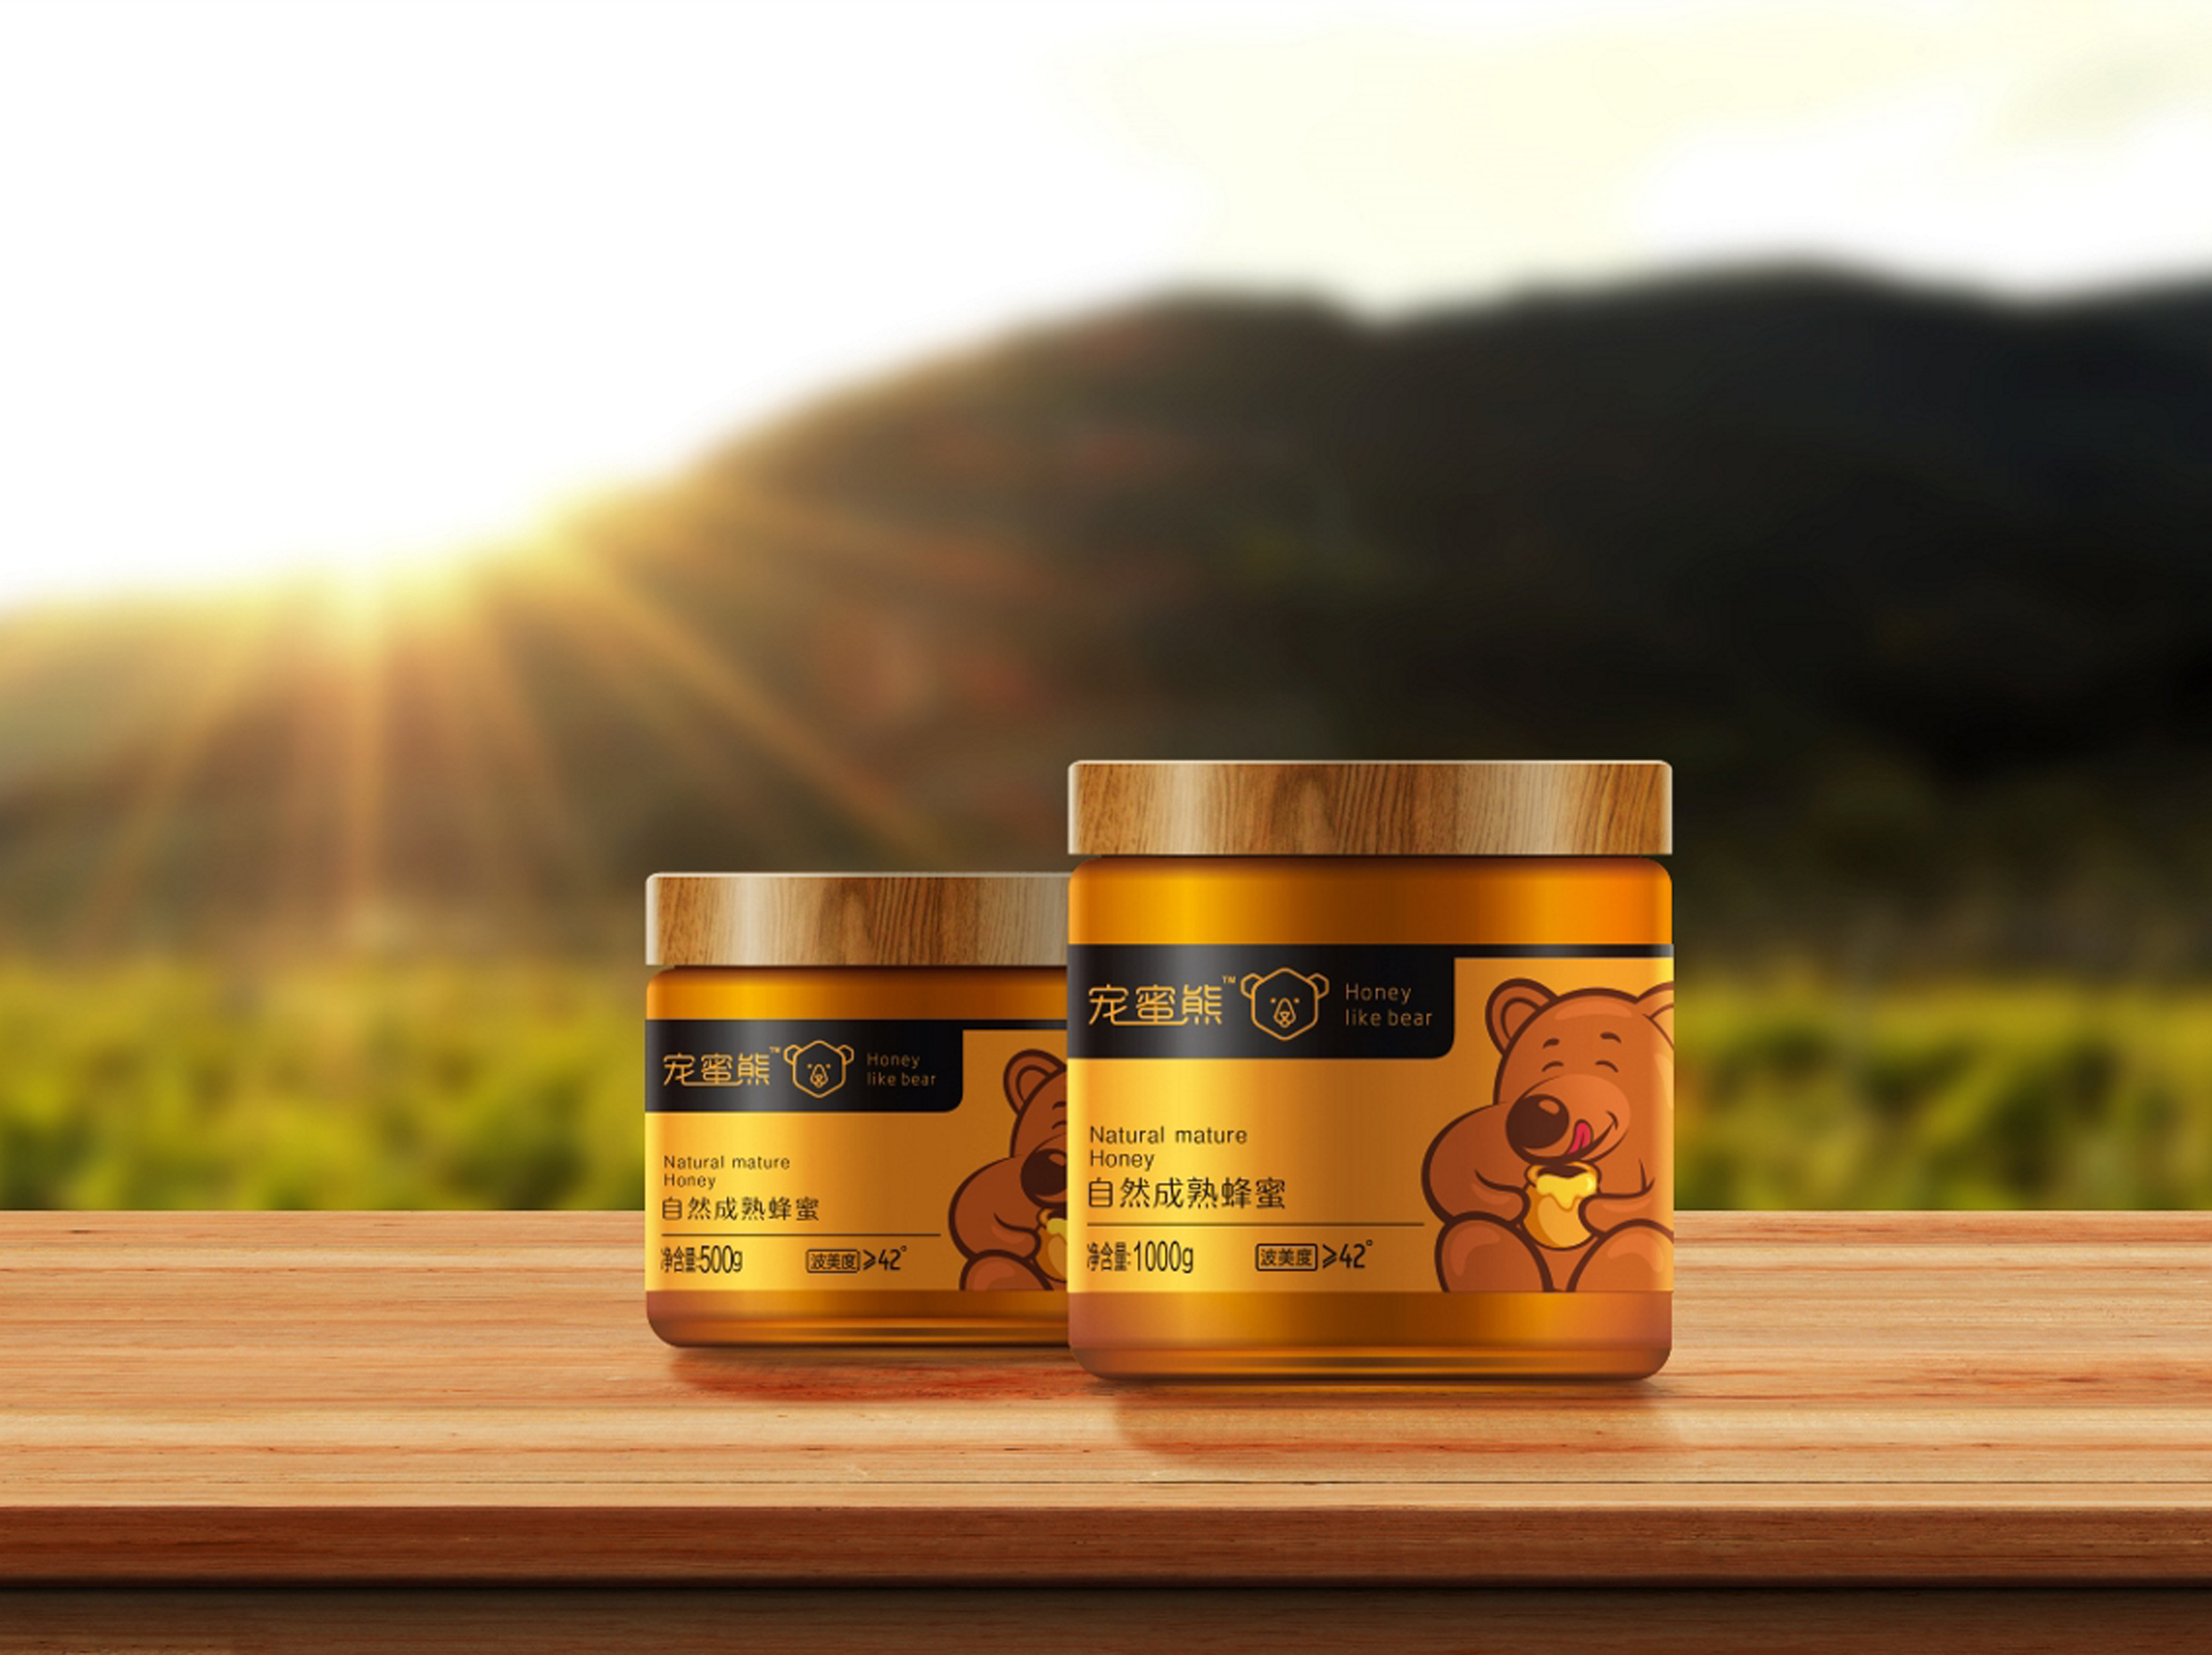 宠蜜熊™
Honey
like bear
Natural mature
Honey
自然成熟蜂蜜
净含量:500g
波美度≥42°
宠蜜熊™
Honey
like bear
Natural mature
Honey
自然成熟蜂蜜
净含量:1000g
波美度≥42°